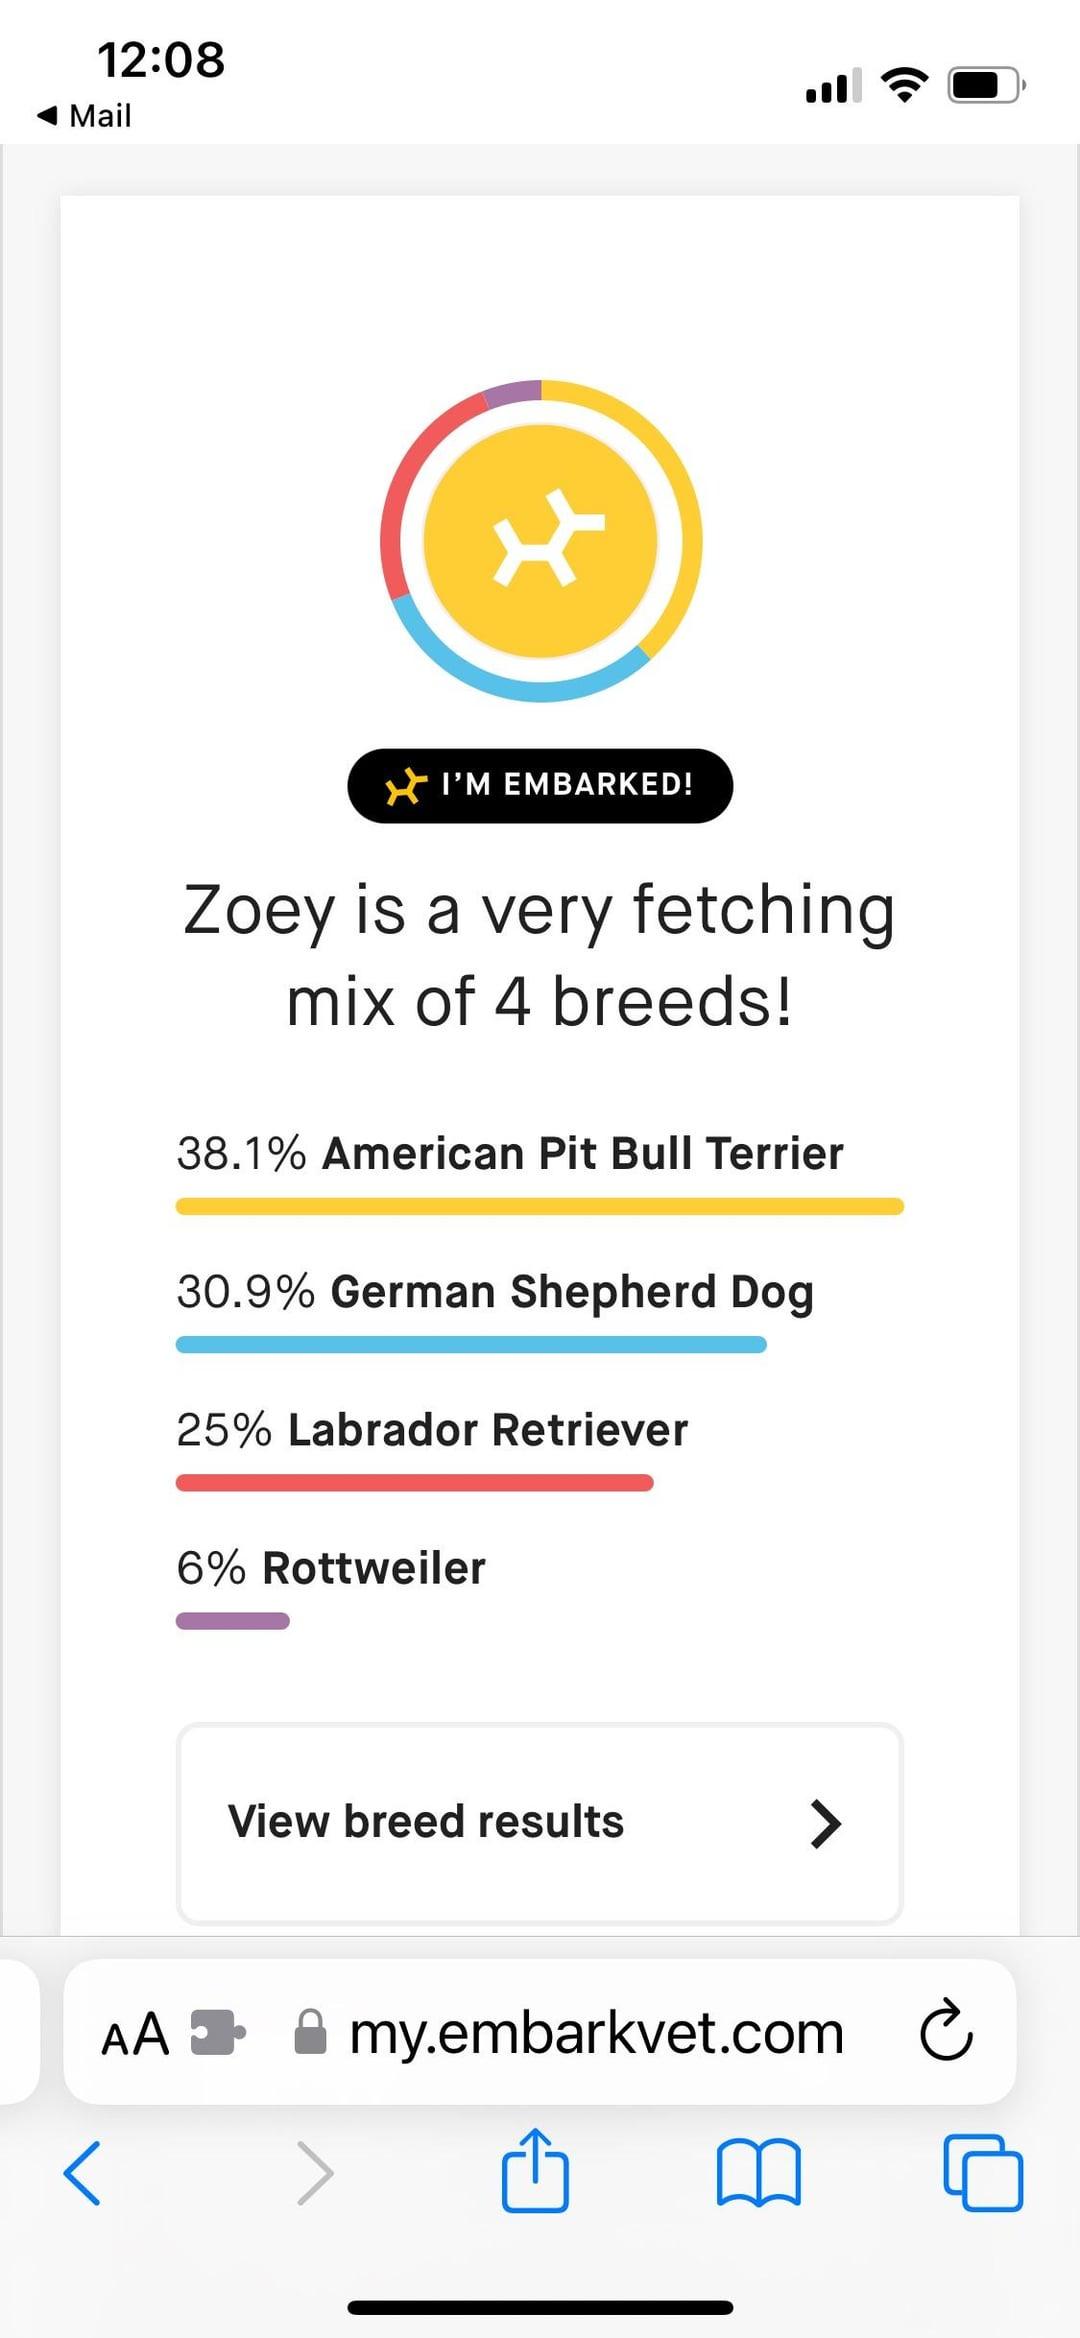 12:08
Mail
I’M EMBARKED!
Zoey is a very fetching
mix of 4 breeds!
38.1% American Pit Bull Terrier
30.9% German Shepherd Dog
25% Labrador Retriever
6% Rottweiler
View breed results
AA my.embarkvet.com